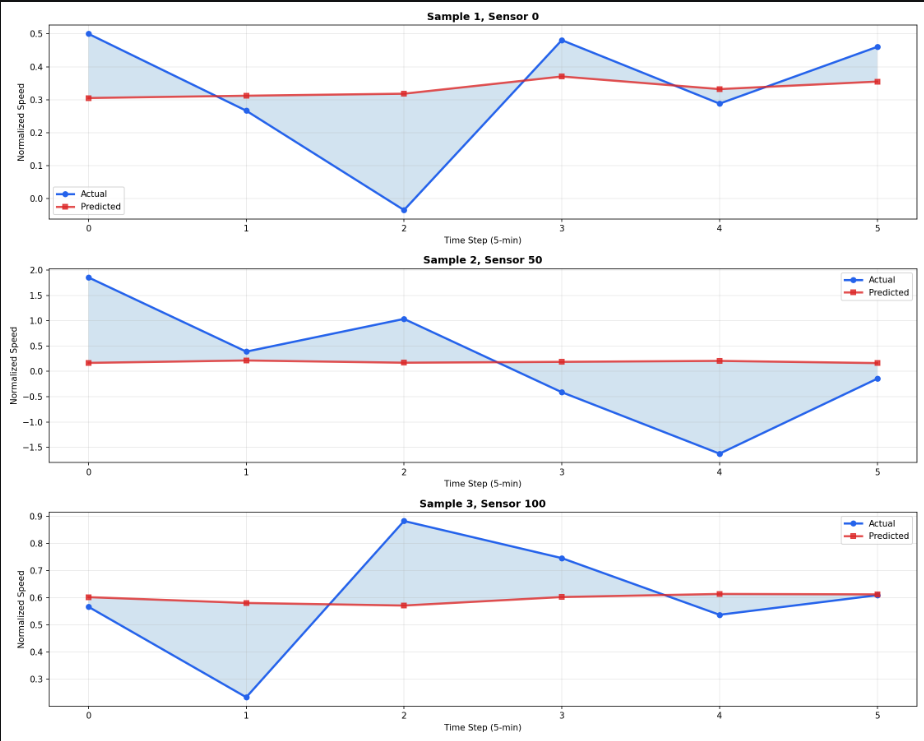 Sample 1, Sensor 0
Normalized Speed
0.5
0.4
0.3
0.2
0.1
0.0
Actual
Predicted
0 1 2 3 4 5
Time Step (5-min)
Sample 2, Sensor 50
Normalized Speed
2.0
1.5
1.0
0.5
0.0
−0.5
−1.0
−1.5
Actual
Predicted
0 1 2 3 4 5
Time Step (5-min)
Sample 3, Sensor 100
Normalized Speed
0.9
0.8
0.7
0.6
0.5
0.4
0.3
Actual
Predicted
0 1 2 3 4 5
Time Step (5-min)